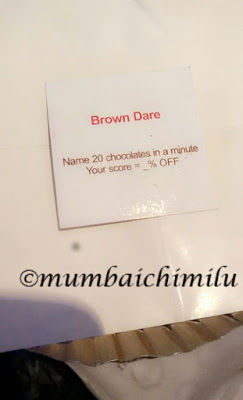 Brown Dare
Name 20 chocolates in a minute
Your score = _% OFF
©mumbaichimilu